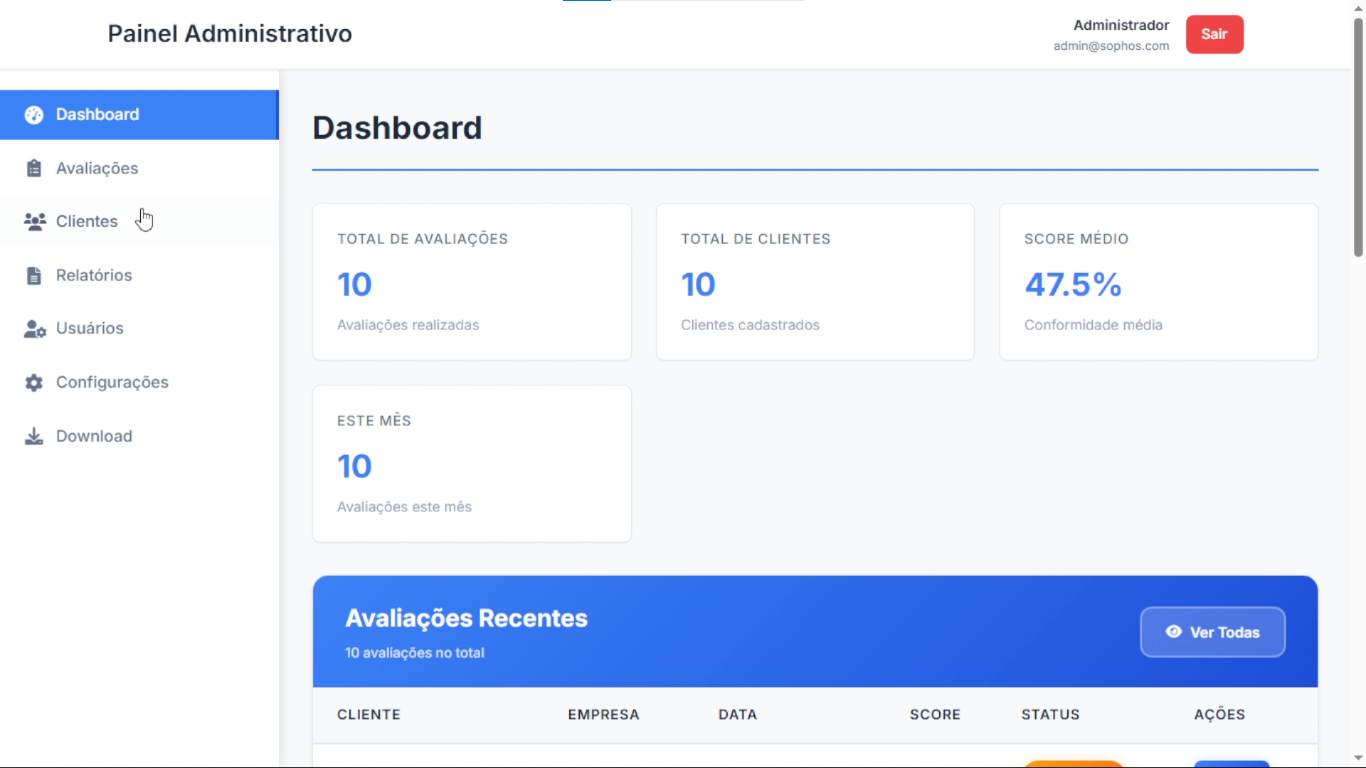 Painel Administrativo
Administrador
admin@sophos.com
Sair
Dashboard
Avaliações
Clientes
Relatórios
Usuários
Configurações
Download
Dashboard
TOTAL DE AVALIAÇÕES
10
Avaliações realizadas
TOTAL DE CLIENTES
10
Clientes cadastrados
SCORE MÉDIO
47.5%
Conformidade média
ESTE MÊS
10
Avaliações este mês
Avaliações Recentes
10 avaliações no total
Ver Todas
CLIENTE EMPRESA DATA SCORE STATUS AÇÕES